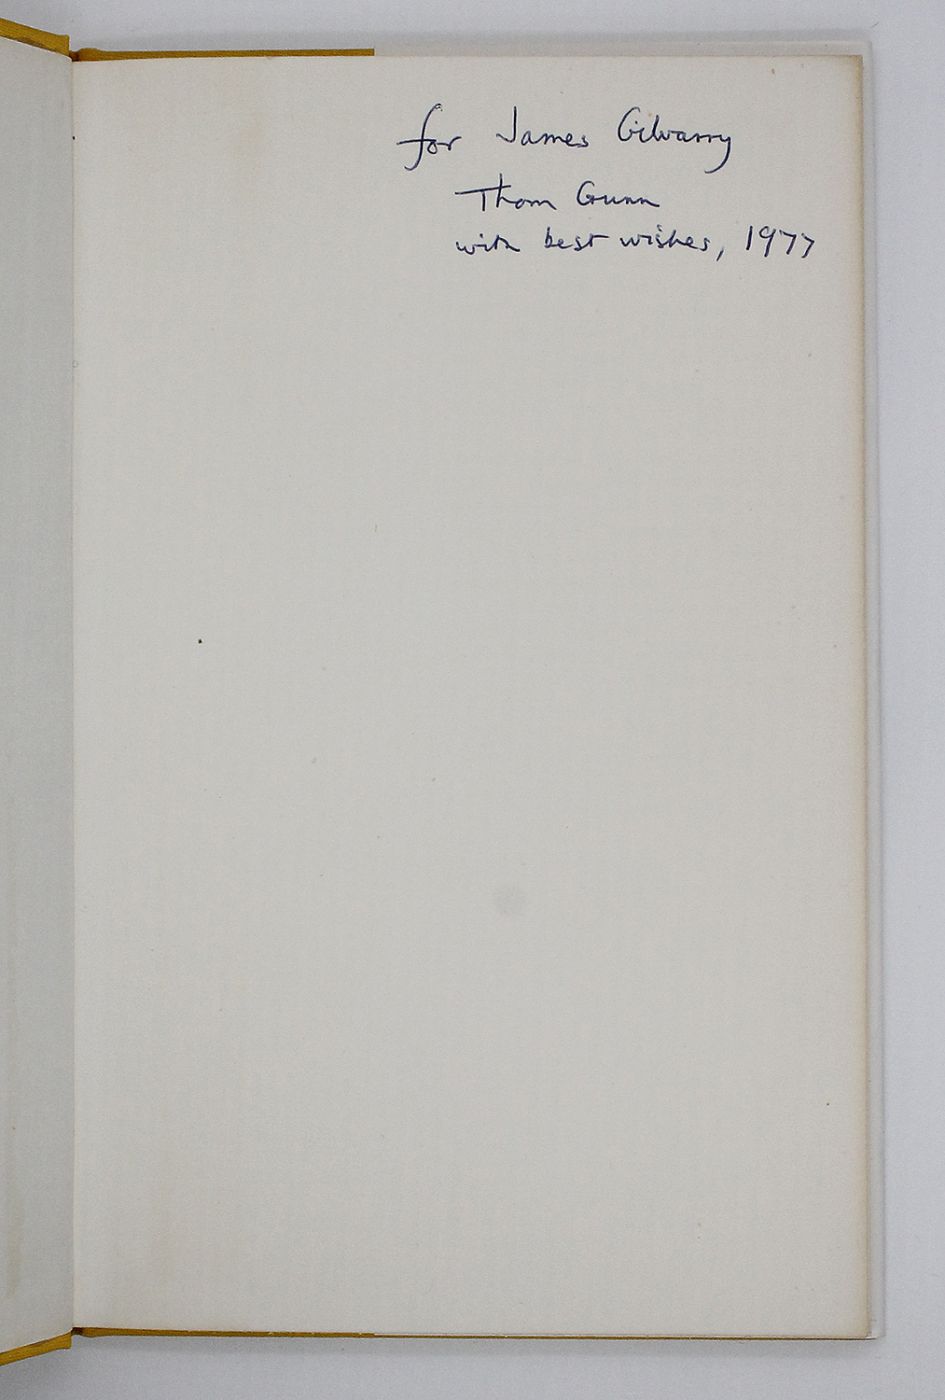 for James Gilvarry
Thom Gunn
with best wishes, 1977